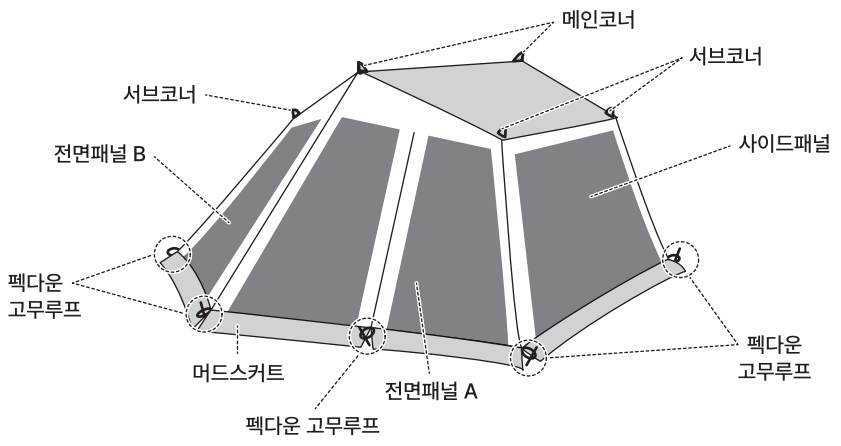 메인코너
서브코너
서브코너
사이드패널
전면패널 B
펙다운
고무루프
펙다운
고무루프
머드스커트
전면패널 A
펙다운 고무루프